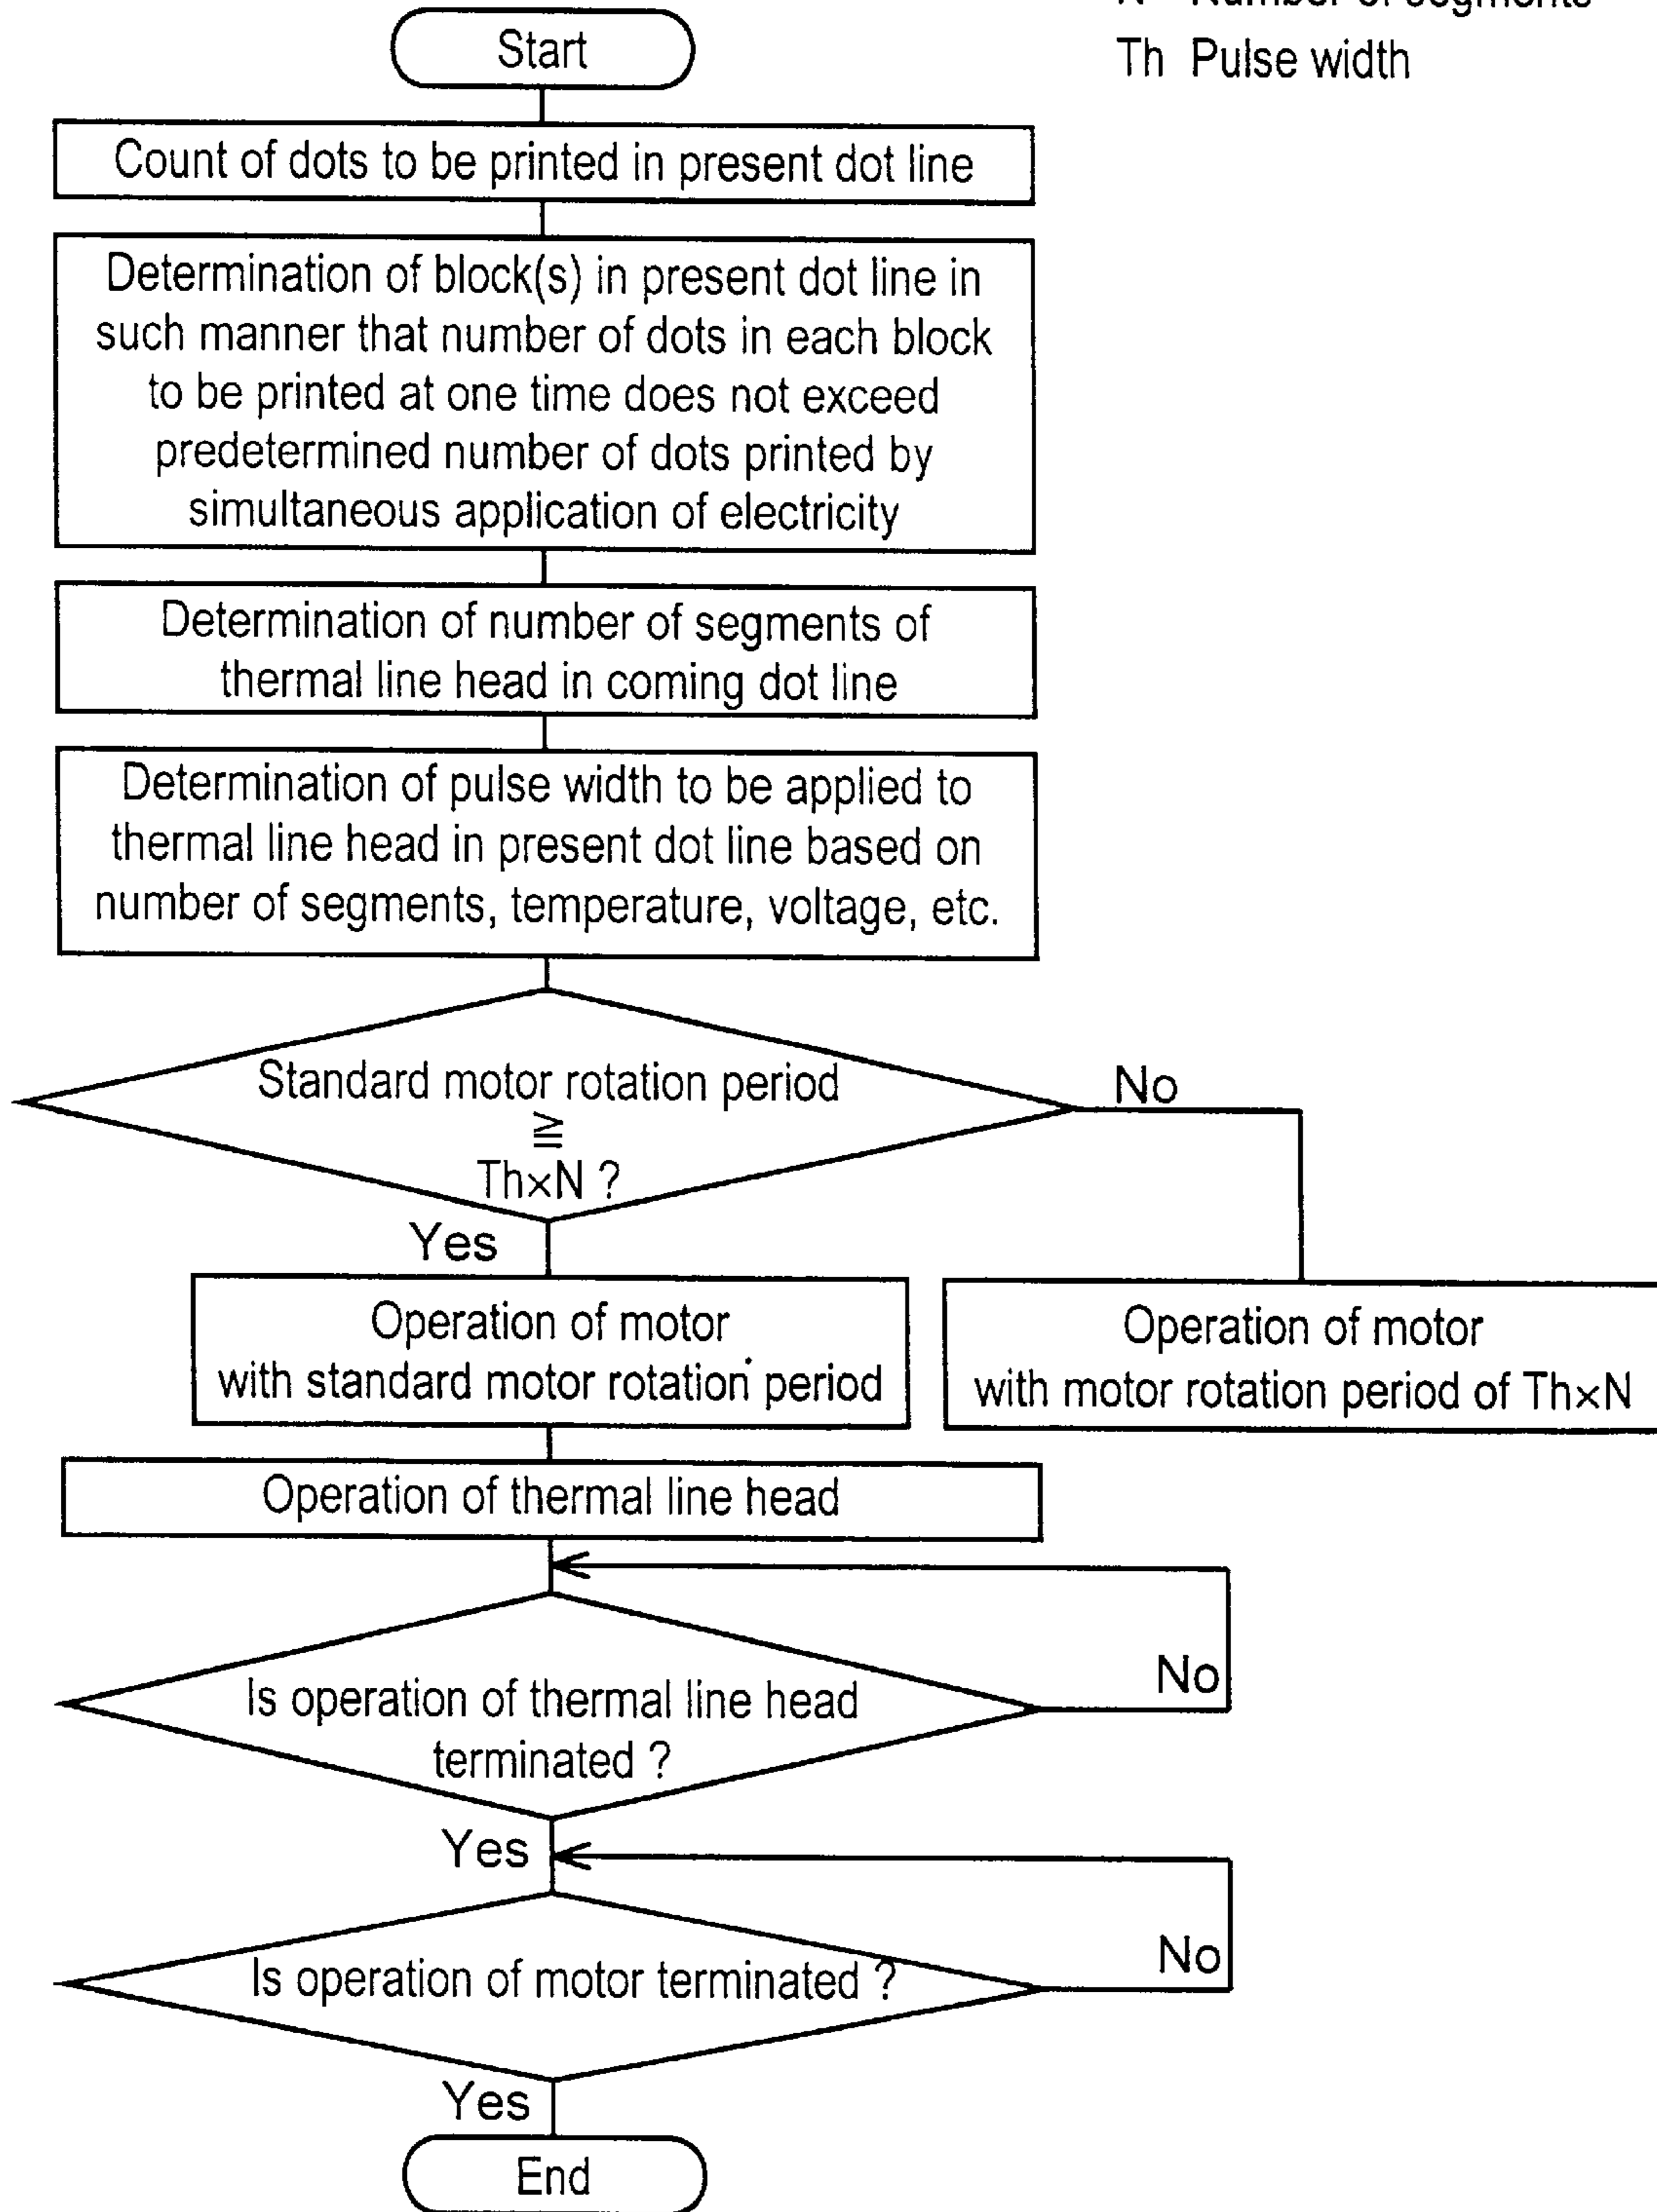 N Number of segments
Start
Th Pulse width
Count of dots to be printed in present dot line
Determination of block(s) in present dot line in
such manner that number of dots in each block
to be printed at one time does not exceed
predetermined number of dots printed by
simultaneous application of electricity
Determination of number of segments of
thermal line head in coming dot line
Determination of pulse width to be applied to
thermal line head in present dot line based on
number of segments, temperature, voltage, etc.
Standard motor rotation period
≧
Th×N ?
No
Yes
Operation of motor
with standard motor rotation period
Operation of motor
with motor rotation period of Th×N
Operation of thermal line head
Is operation of thermal line head
terminated ?
No
Yes
Is operation of motor terminated ?
No
Yes
End